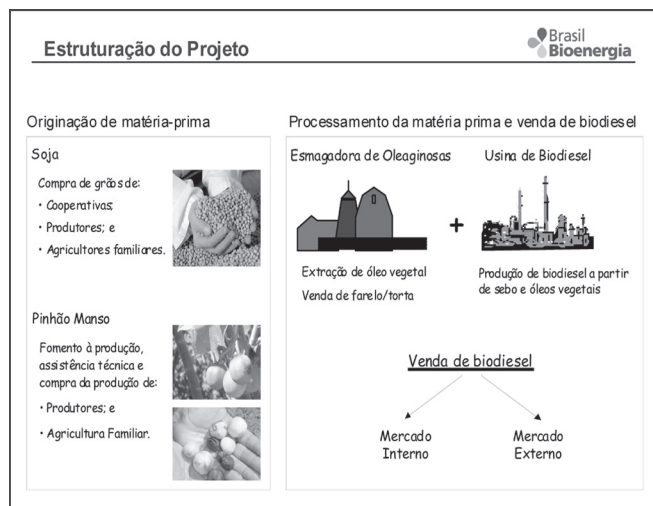 Estruturação do Projeto
Brasil
Bioenergia
Originação de matéria-prima
Soja
Compra de grãos de:
• Cooperativas;
• Produtores; e
• Agricultores familiares.
Pinhão Manso
Fomento à produção,
assistência técnica e
compra da produção de:
• Produtores; e
• Agricultura Familiar.
Processamento da matéria prima e venda de biodiesel
Esmagadora de Oleaginosas
+
Usina de Biodiesel
Extração de óleo vegetal
Venda de farelo/torta
Produção de biodiesel a partir
de sebo e óleos vegetais
Venda de biodiesel
Mercado
Interno
Mercado
Externo